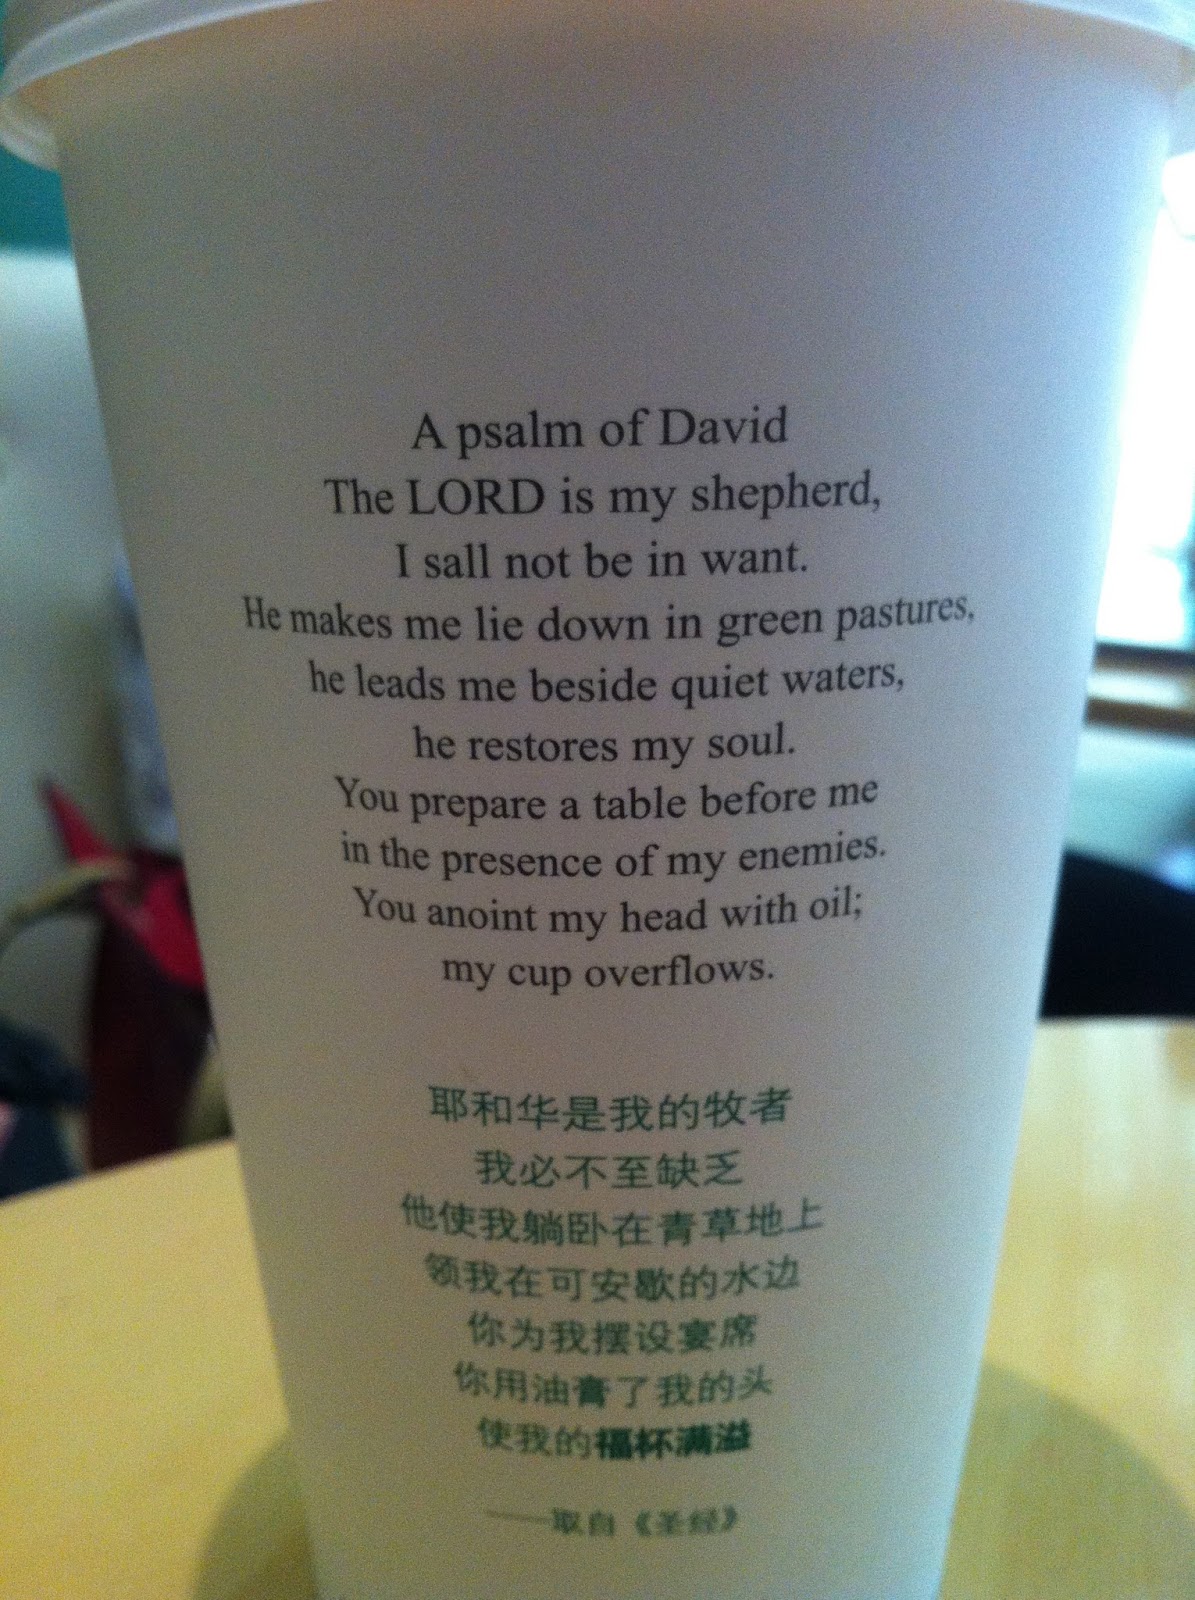 A psalm of David
The LORD is my shepherd,
I sall not be in want.
He makes me lie down in green pastures,
he leads me beside quiet waters,
he restores my soul.
You prepare a table before me
in the presence of my enemies.
You anoint my head with oil;
my cup overflows.
耶和华是我的牧者
我必不至缺乏
他使我躺卧在青草地上
领我在可安歇的水边
你为我摆设宴席
你用油膏了我的头
使我的福杯满溢
——取自《圣经》